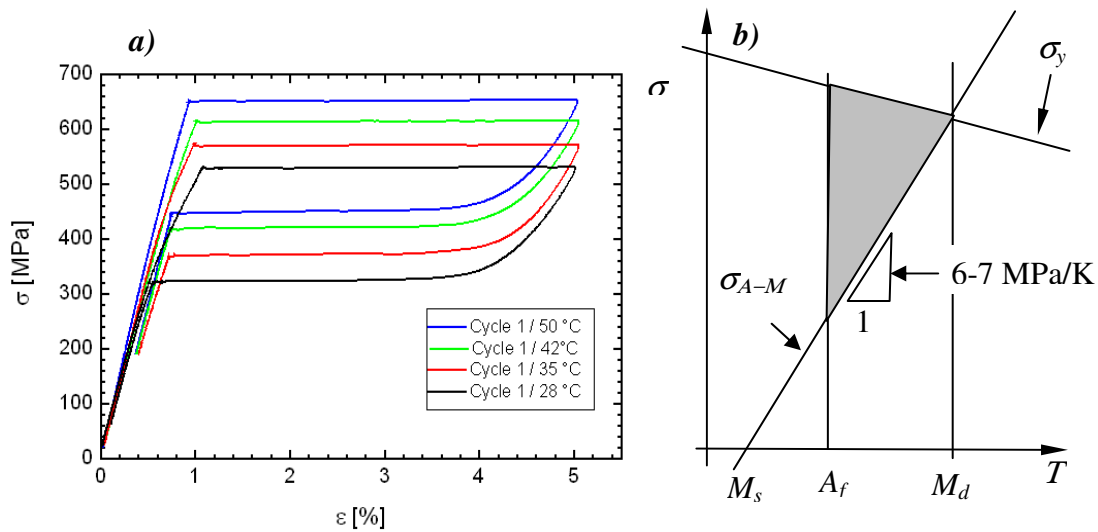 a)
700
600
500
400
300
200
100
0
σ [MPa]
0 1 2 3 4 5
ε [%]
Cycle 1 / 50 °C
Cycle 1 / 42°C
Cycle 1 / 35 °C
Cycle 1 / 28 °C
b)
σ
σy
σA−M
6-7 MPa/K
1
Ms
Af
Md
T